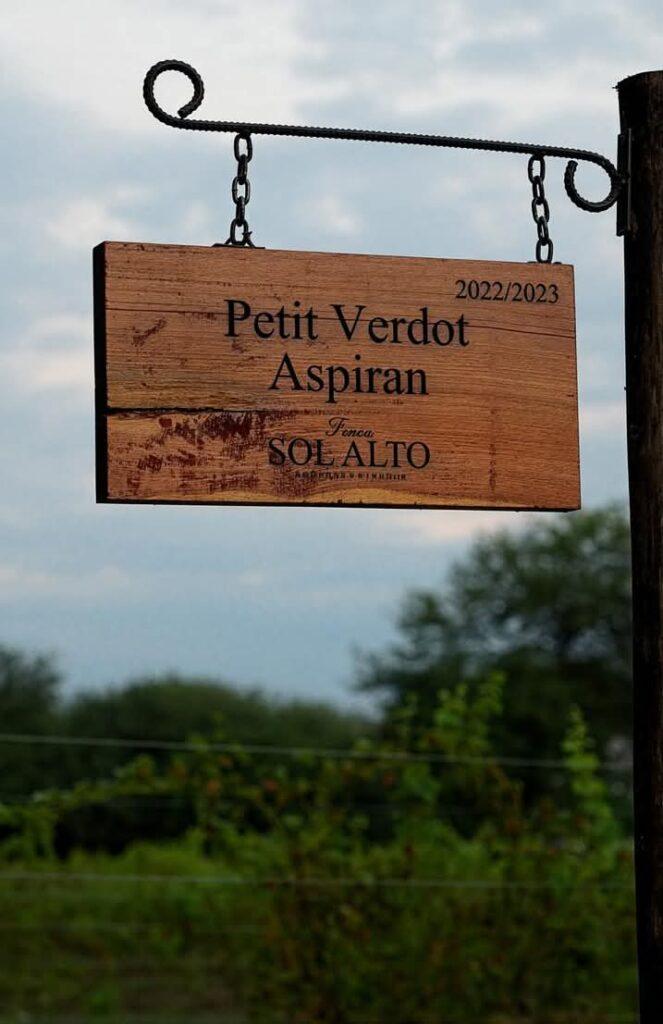 2022/2023
Petit Verdot
Aspiran
Finca
SOL ALTO